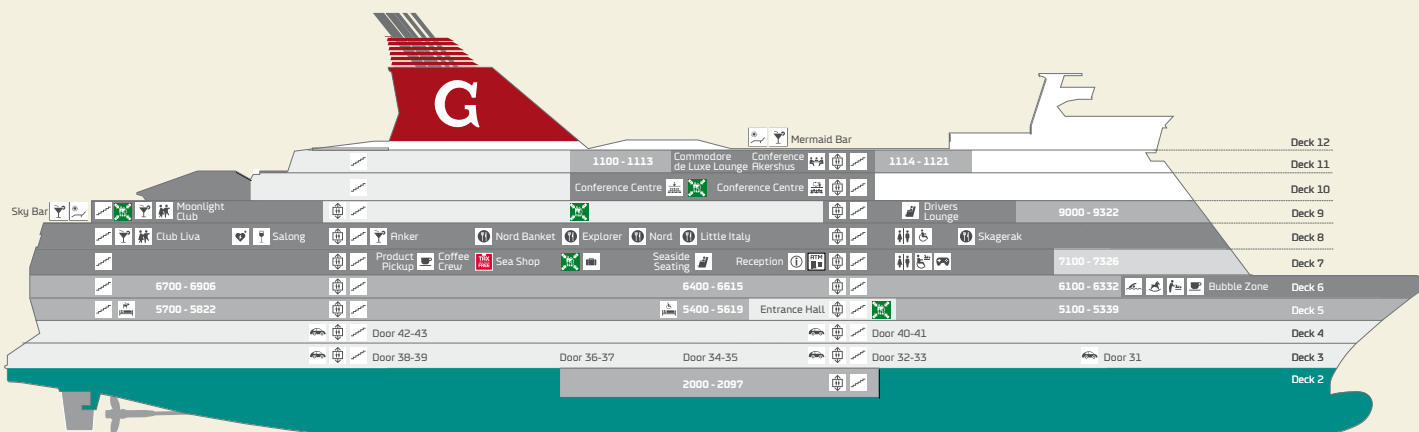 G
Mermaid Bar
Deck 12
1100 - 1113
Commodore
de Luxe Lounge
Conference
Akershus
1114 - 1121
Deck 11
Conference Centre
Conference Centre
Deck 10
Sky Bar
Moonlight
Club
Drivers
Lounge
9000 - 9322
Deck 9
Club Liva
Salong
Anker
Nord Banket
Explorer
Nord
Little Italy
Skagerak
Deck 8
Product
Pickup
Coffee
Crew
TAX
FREE
Sea Shop
Seaside
Seating
Reception
ATM
7100 - 7326
Deck 7
6700 - 6906
6400 - 6615
6100 - 6332
Bubble Zone
Deck 6
5700 - 5822
5400 - 5619
Entrance Hall
5100 - 5339
Deck 5
Door 42-43
Door 40-41
Deck 4
Door 38-39
Door 36-37
Door 34-35
Door 32-33
Door 31
Deck 3
2000 - 2097
Deck 2